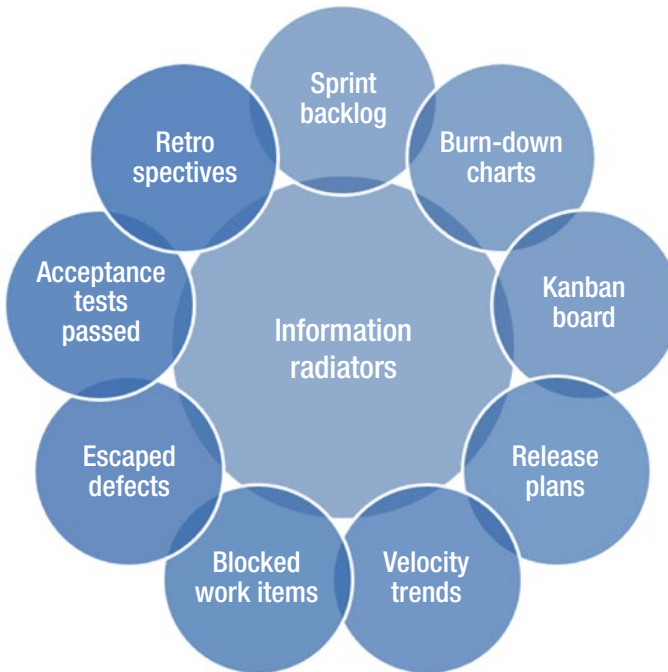 Sprint
backlog
Burn-down
charts
Kanban
board
Release
plans
Velocity
trends
Blocked
work items
Escaped
defects
Acceptance
tests
passed
Retro
spectives
Information
radiators